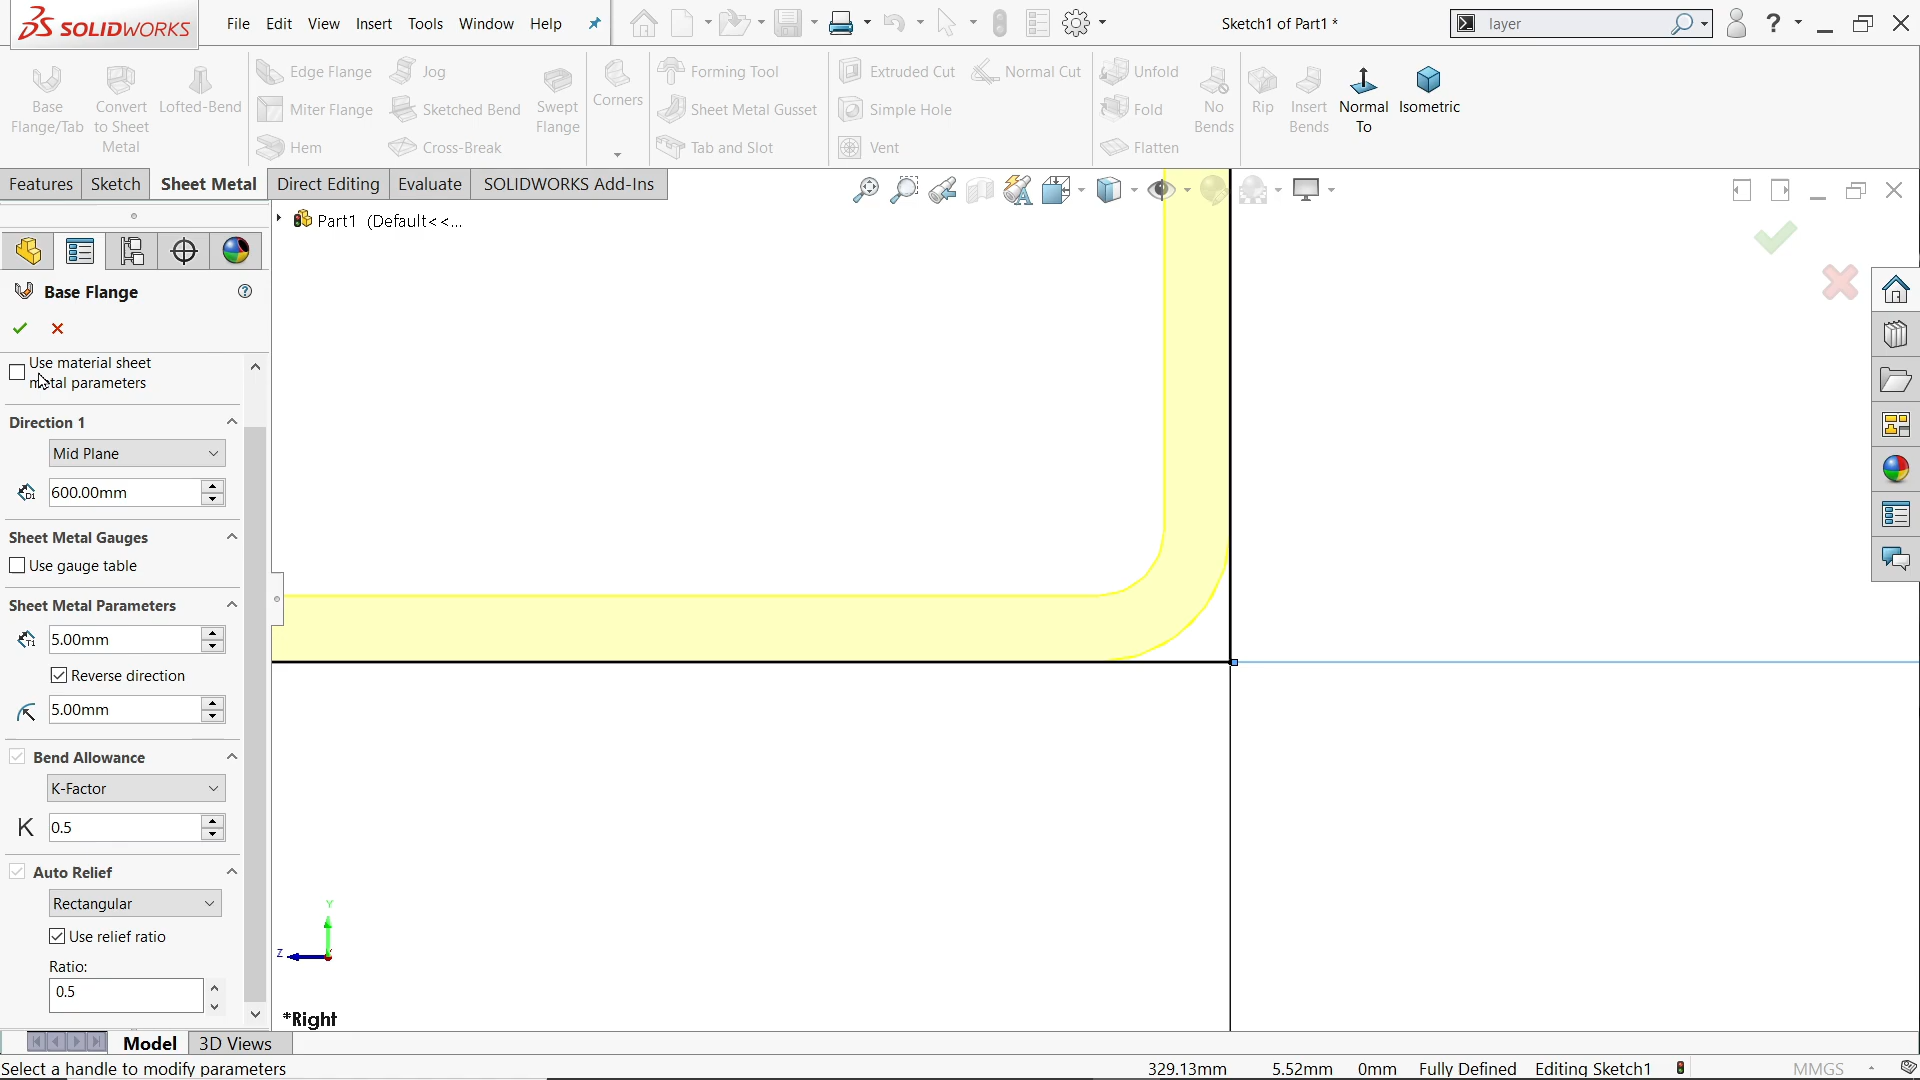 SOLIDWORKS
File Edit View Insert Tools Window Help
Sketch1 of Part1 *
layer
?
Base Flange/Tab
Convert to Sheet Metal
Lofted-Bend
Edge Flange
Miter Flange
Hem
Jog
Sketched Bend
Cross-Break
Swept Flange
Corners
Forming Tool
Sheet Metal Gusset
Tab and Slot
Extruded Cut
Simple Hole
Vent
Normal Cut
Unfold
Fold
Flatten
No Bends
Rip
Insert Bends
Normal To
Isometric
Features Sketch Sheet Metal Direct Editing Evaluate SOLIDWORKS Add-Ins
Part1 (Default<<...
Base Flange
?
Use material sheet
metal parameters
Direction 1
Mid Plane
D1
600.00mm
Sheet Metal Gauges
Use gauge table
Sheet Metal Parameters
T1
5.00mm
Reverse direction
5.00mm
Bend Allowance
K-Factor
K
0.5
Auto Relief
Rectangular
Use relief ratio
Ratio:
0.5
Y
Z
*Right
Model 3D Views
Select a handle to modify parameters
329.13mm 5.52mm 0mm Fully Defined Editing Sketch1 MMGS